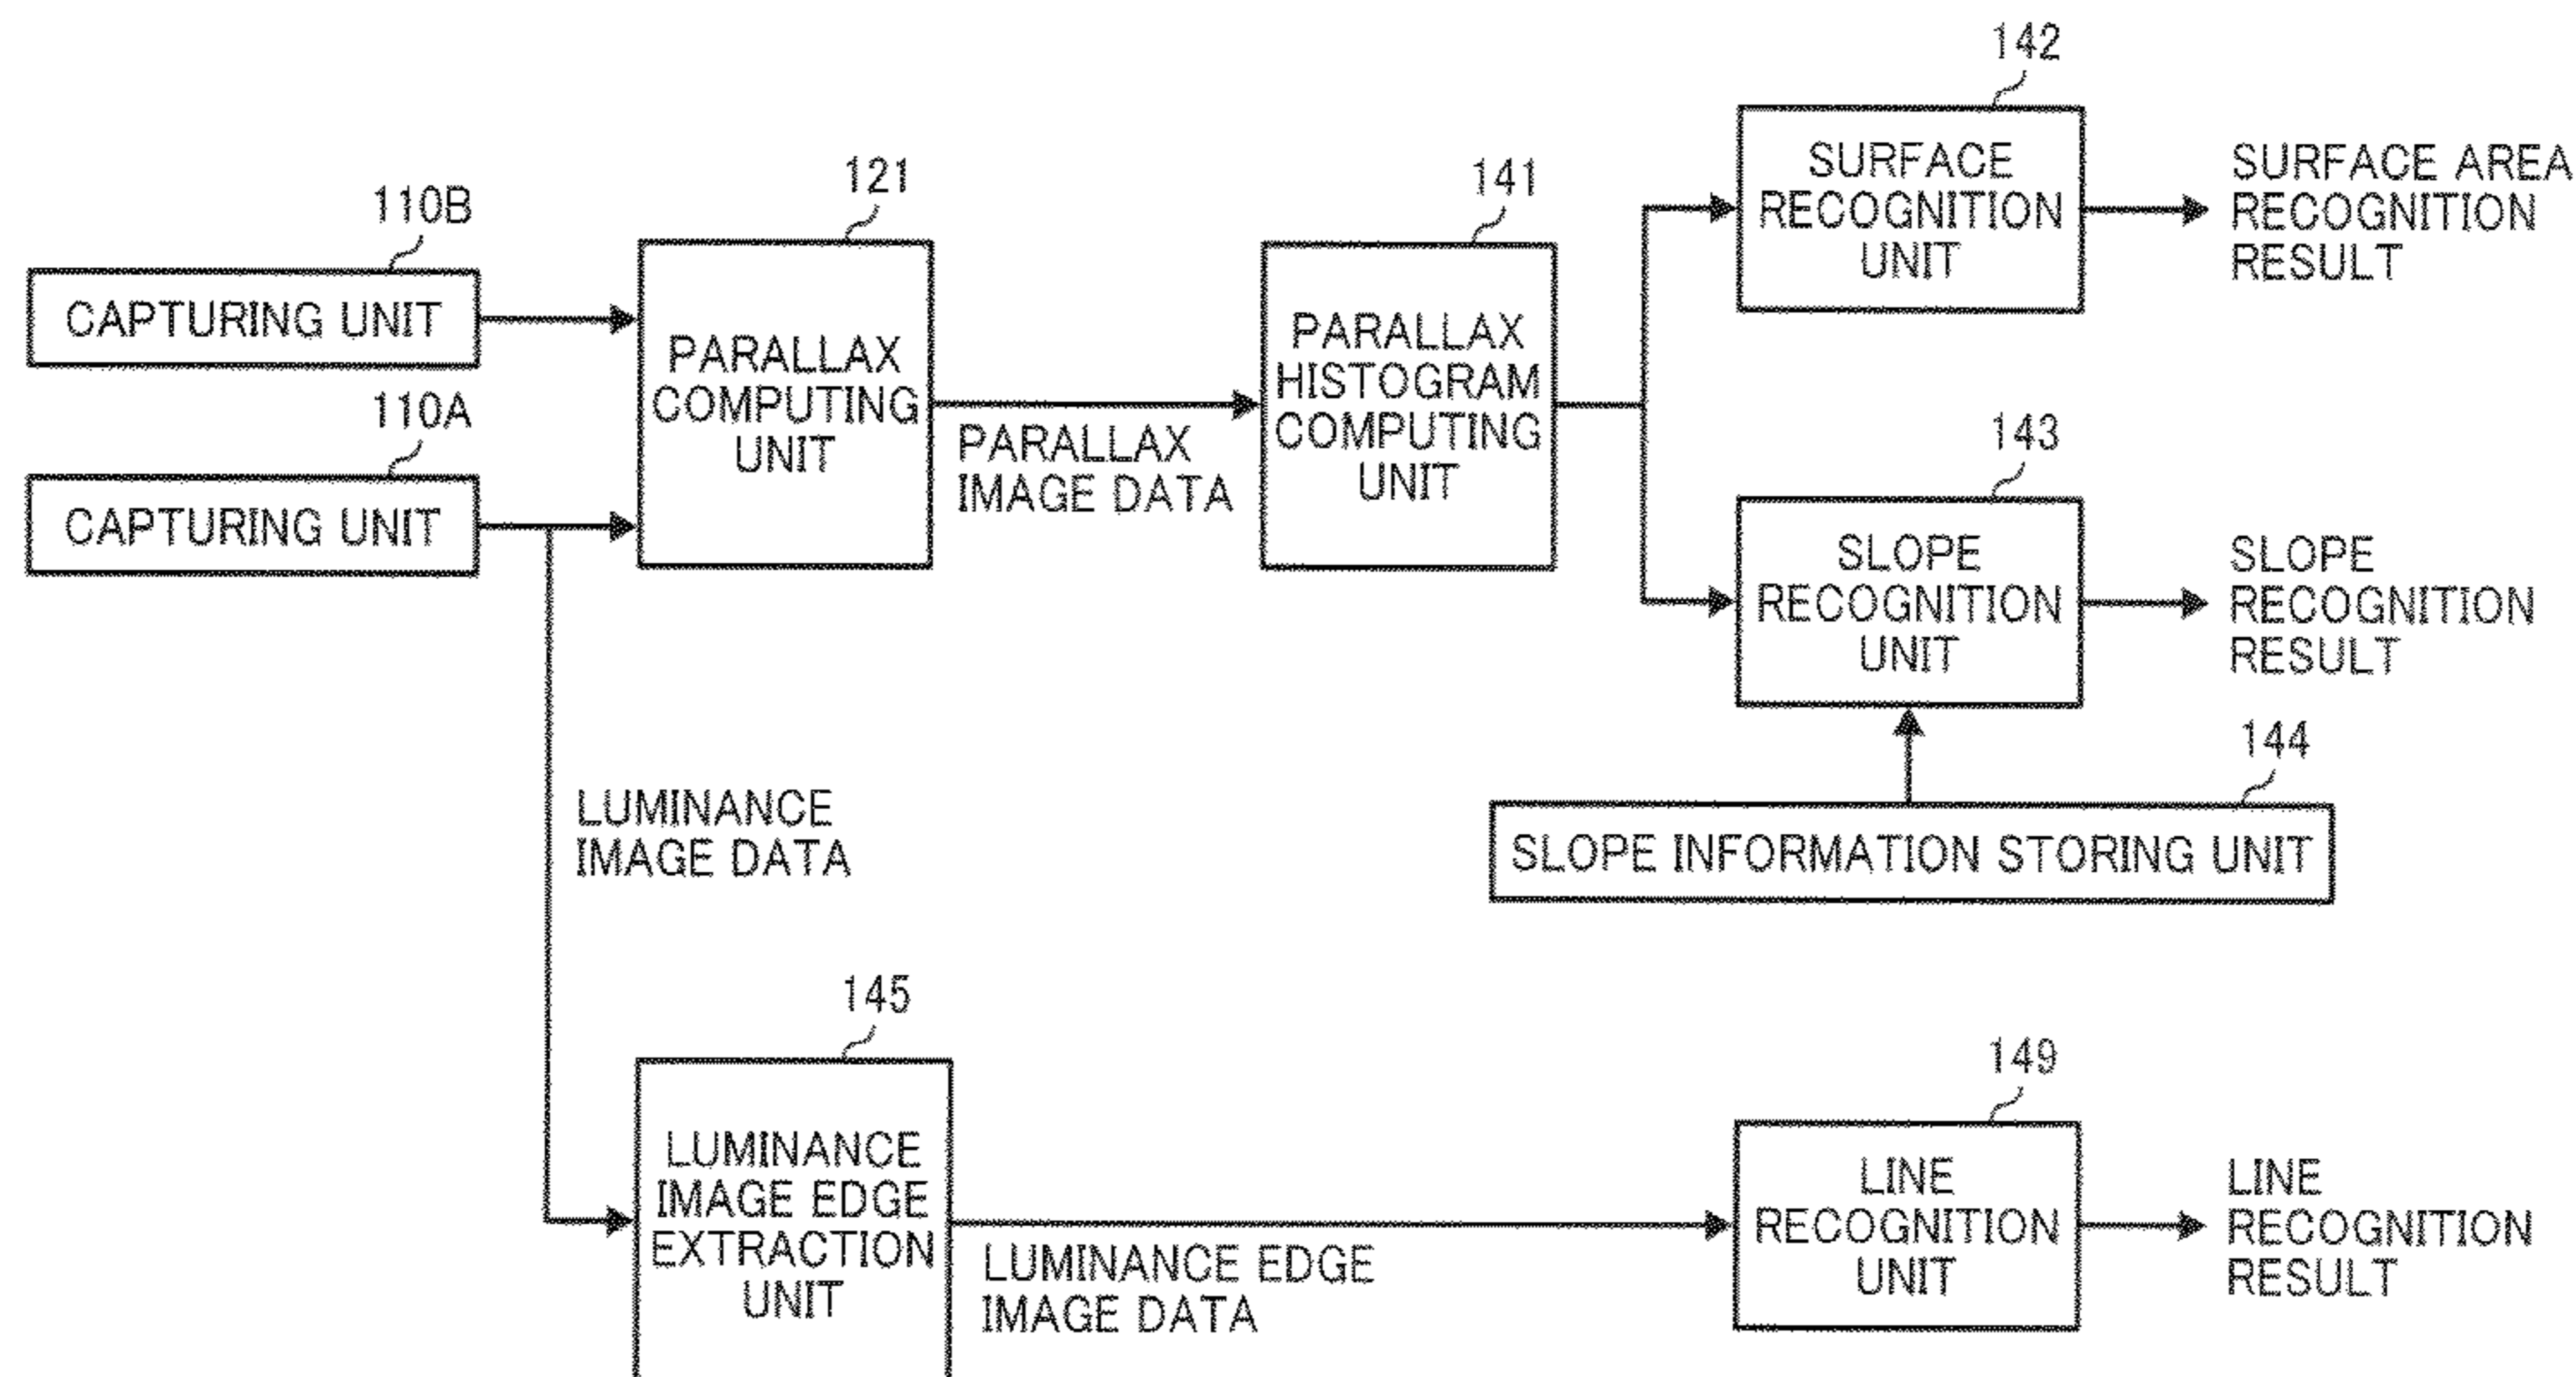 142
SURFACE
RECOGNITION
UNIT
SURFACE AREA
RECOGNITION
RESULT
121
141
110B
CAPTURING UNIT
PARALLAX
COMPUTING
UNIT
PARALLAX
IMAGE DATA
PARALLAX
HISTOGRAM
COMPUTING
UNIT
110A
CAPTURING UNIT
143
SLOPE
RECOGNITION
UNIT
SLOPE
RECOGNITION
RESULT
144
SLOPE INFORMATION STORING UNIT
LUMINANCE
IMAGE DATA
145
LUMINANCE
IMAGE EDGE
EXTRACTION
UNIT
LUMINANCE EDGE
IMAGE DATA
149
LINE
RECOGNITION
UNIT
LINE
RECOGNITION
RESULT